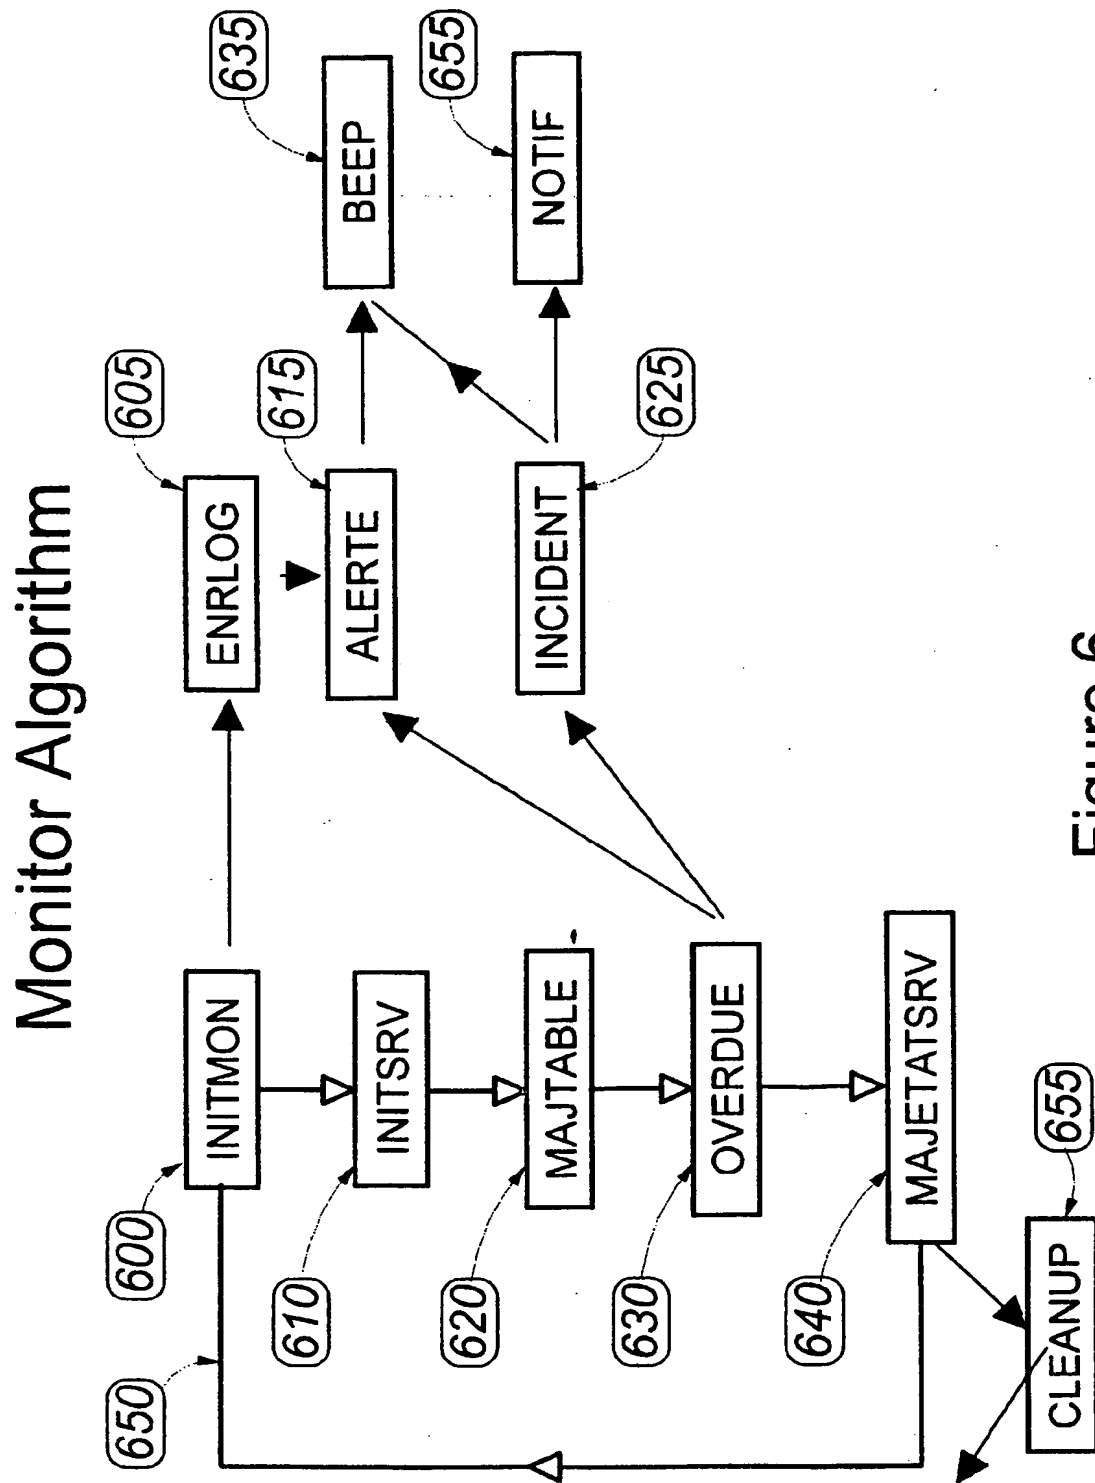 Monitor Algorithm
650
600
INITMON
ENRLOG
605
610
INITSRV
ALERTE
615
BEEP
635
620
MAJTABLE
INCIDENT
625
NOTIF
655
630
OVERDUE
640
MAJETATSRV
CLEANUP
655
Figure 6